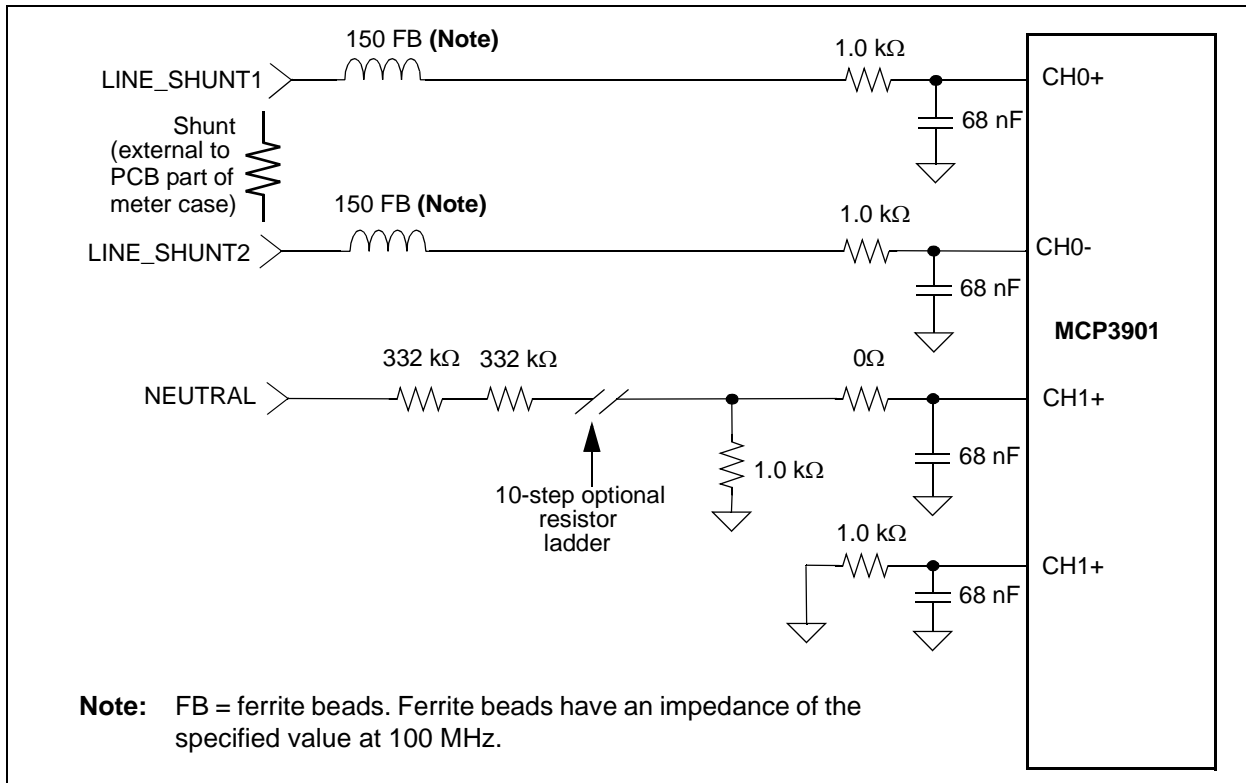 150 FB (Note)
1.0 kΩ
LINE_SHUNT1
CH0+
68 nF
Shunt
(external to
PCB part of
meter case)
150 FB (Note)
1.0 kΩ
LINE_SHUNT2
CH0-
68 nF
MCP3901
332 kΩ 332 kΩ
0Ω
NEUTRAL
CH1+
68 nF
1.0 kΩ
10-step optional
resistor
ladder
1.0 kΩ
CH1+
68 nF
Note: FB = ferrite beads. Ferrite beads have an impedance of the
specified value at 100 MHz.